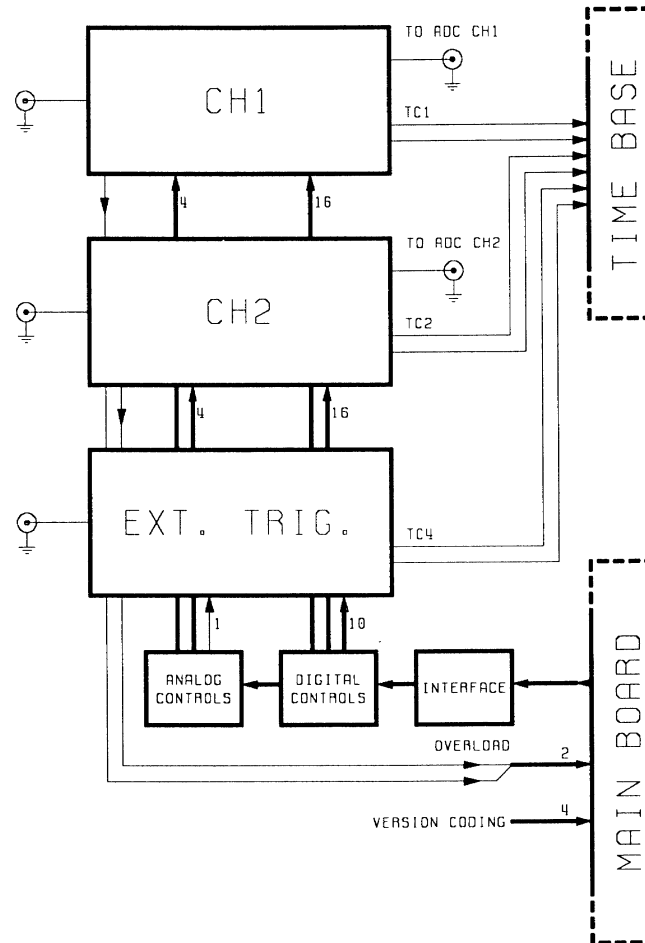 TO ADC CH1
CH1
TC1
TIME BASE
4
16
TO ADC CH2
CH2
TC2
4
16
EXT. TRIG.
TC4
1
10
ANALOG
CONTROLS
DIGITAL
CONTROLS
INTERFACE
MAIN BOARD
OVERLOAD
2
VERSION CODING
4